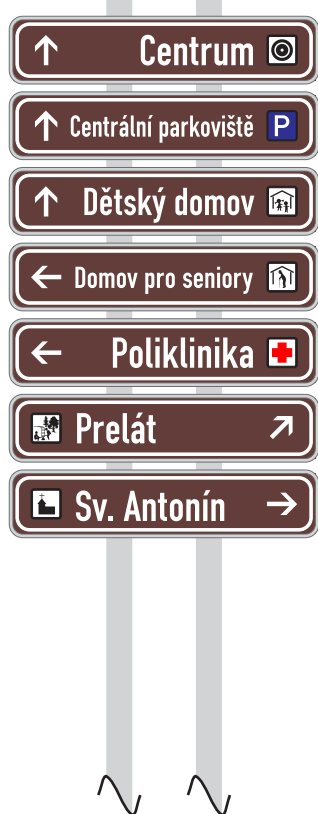 Centrum
Centrální parkoviště P
Dětský domov
Domov pro seniory
Poliklinika
Prelát
Sv. Antonín